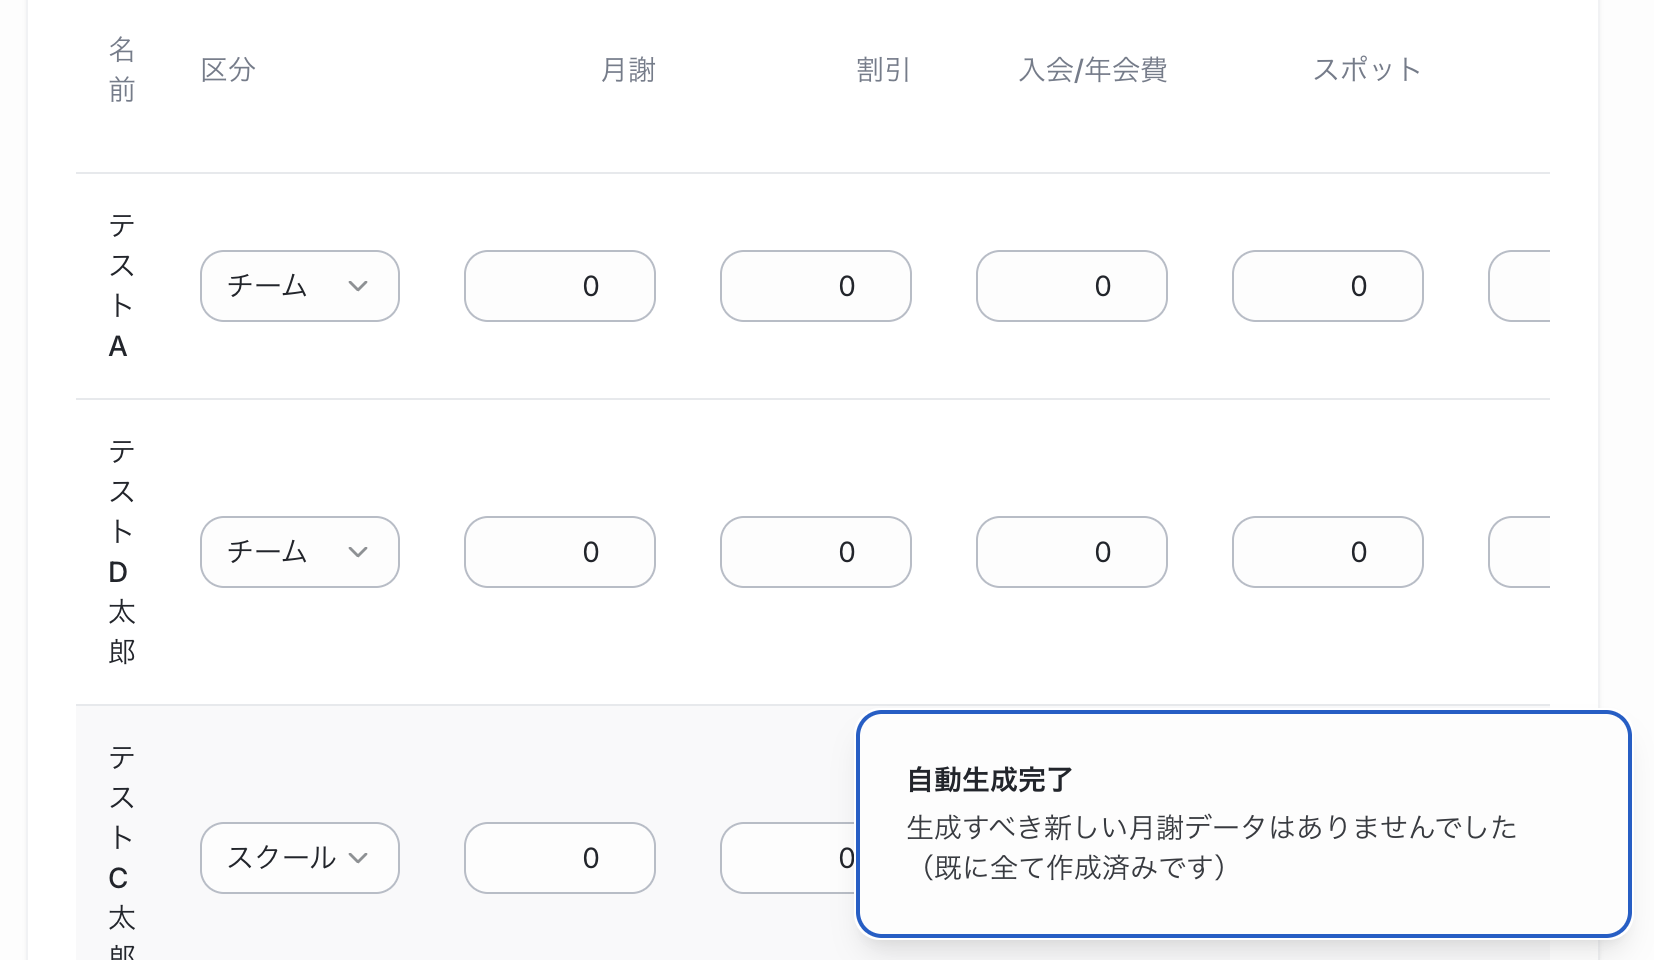 名前 区分 月謝 割引 入会/年会費 スポット
テストA チーム 0 0 0 0
テストD太郎 チーム 0 0 0 0
テストC太郎 スクール 0 0
自動生成完了
生成すべき新しい月謝データはありませんでした
（既に全て作成済みです）